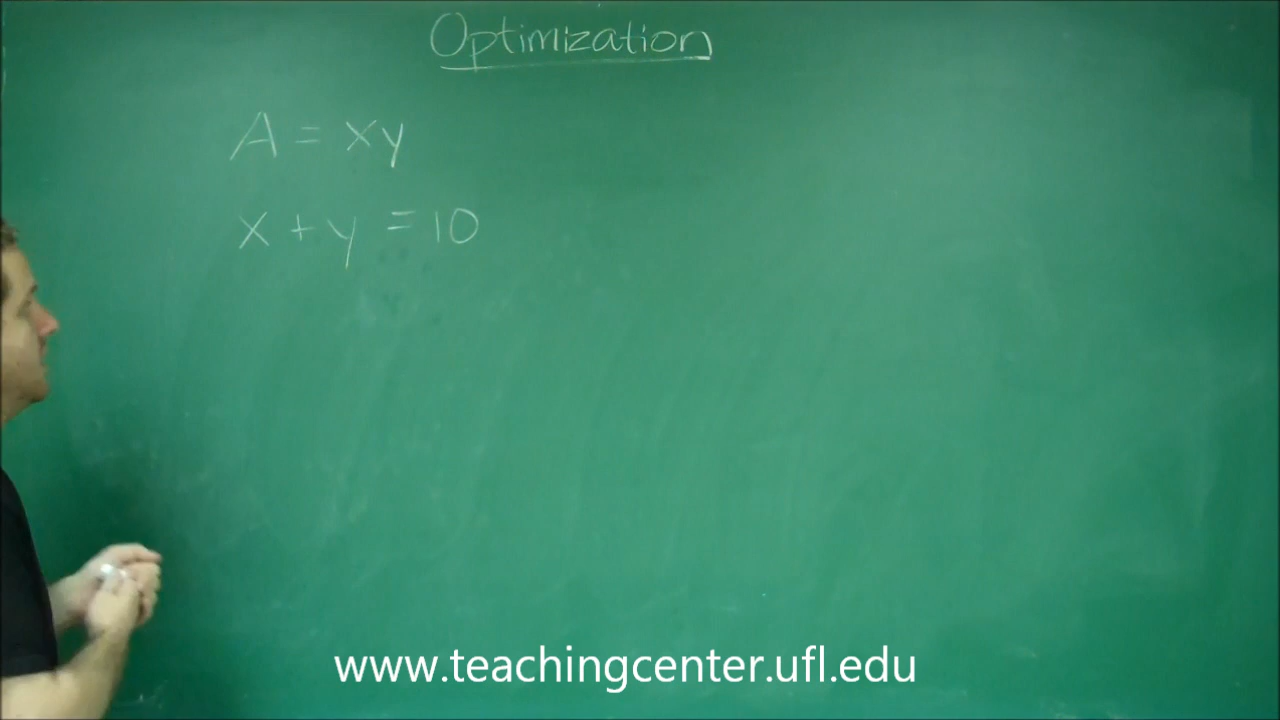 Optimization
A = xy
x + y = 10
www.teachingcenter.ufl.edu